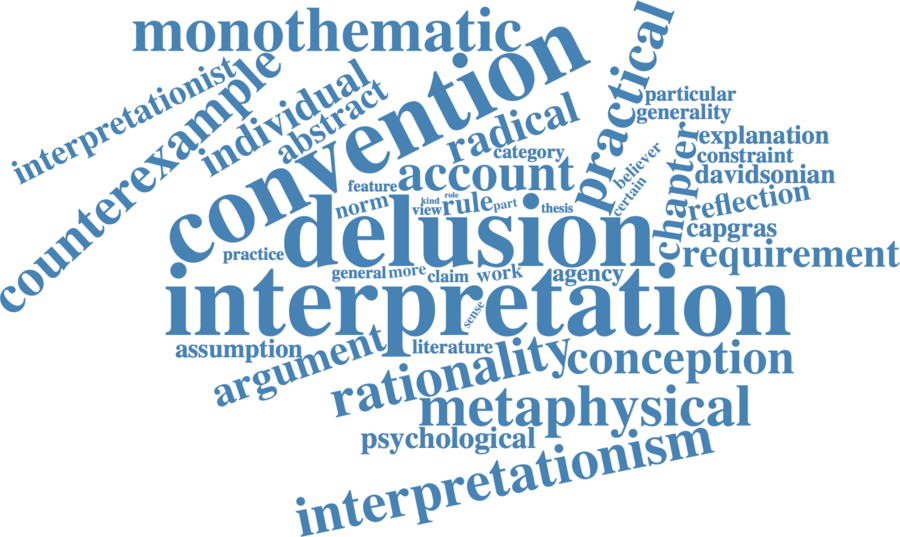 monothematic
practical
convention
interpretationist
counterexample
individual
abstract
radical
particular
generality
category
believer
explanation
constraint
chapter
feature
account
davidsonian
certain
reflection
norm
kind
role
view
rule
part
thesis
capgras
delusion
practice
requirement
general
more
claim
work
agency
interpretation
sense
assumption
argument
literature
rationality
conception
metaphysical
psychological
interpretationism